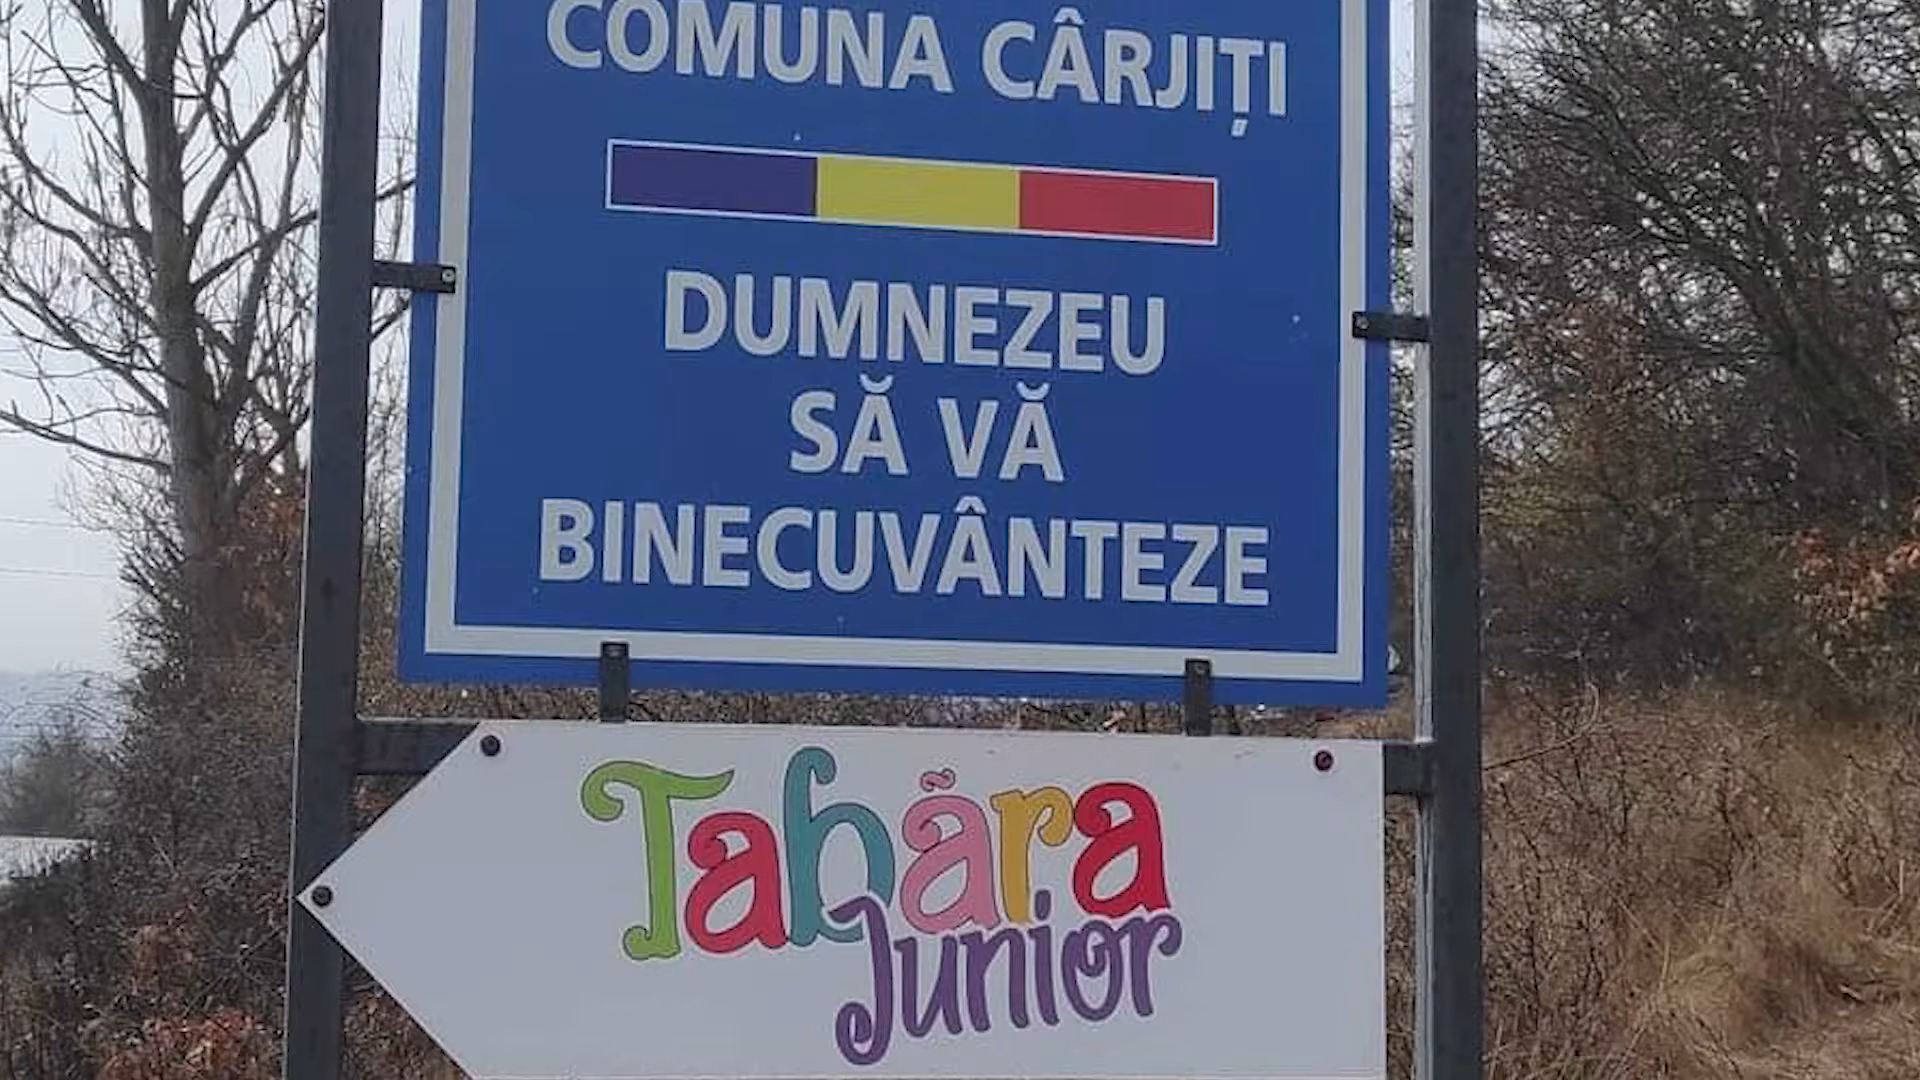 COMUNA CÂRJIȚI
DUMNEZEU
SĂ VĂ
BINECUVÂNTEZE
Tabăra
Junior